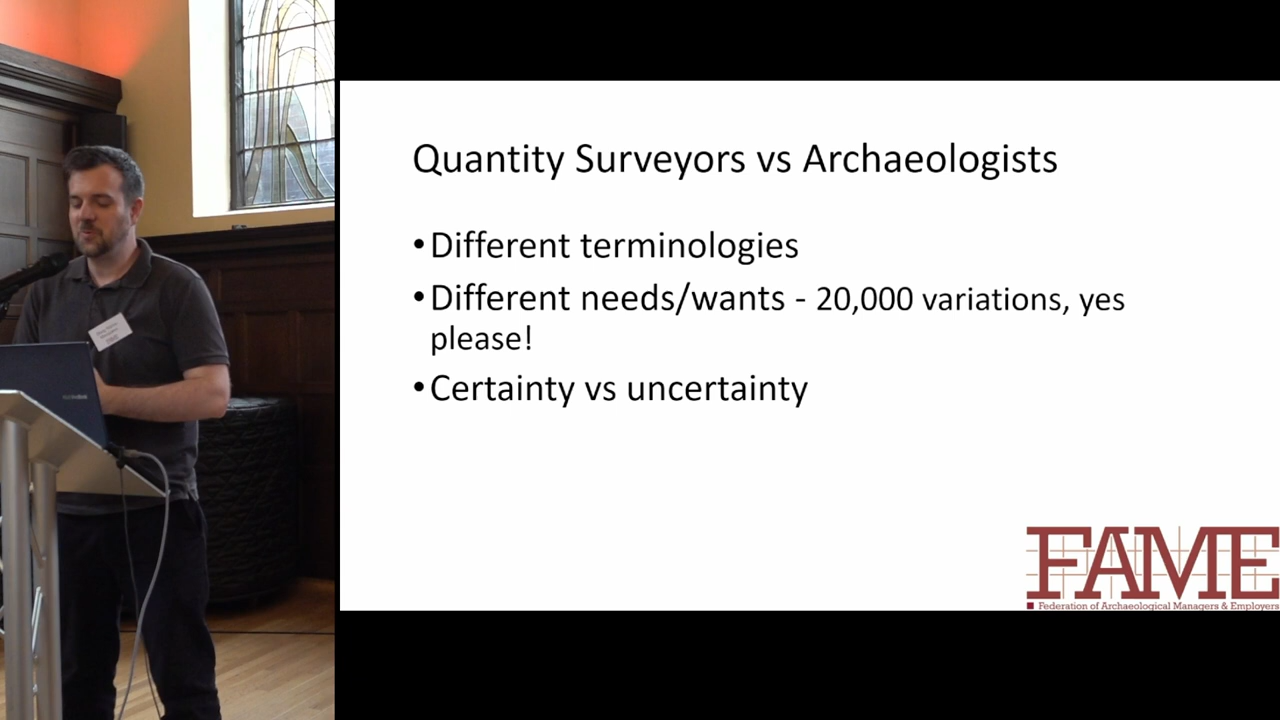 Quantity Surveyors vs Archaeologists
•Different terminologies
•Different needs/wants - 20,000 variations, yes
please!
•Certainty vs uncertainty
FAME
Federation of Archaeological Managers & Employers